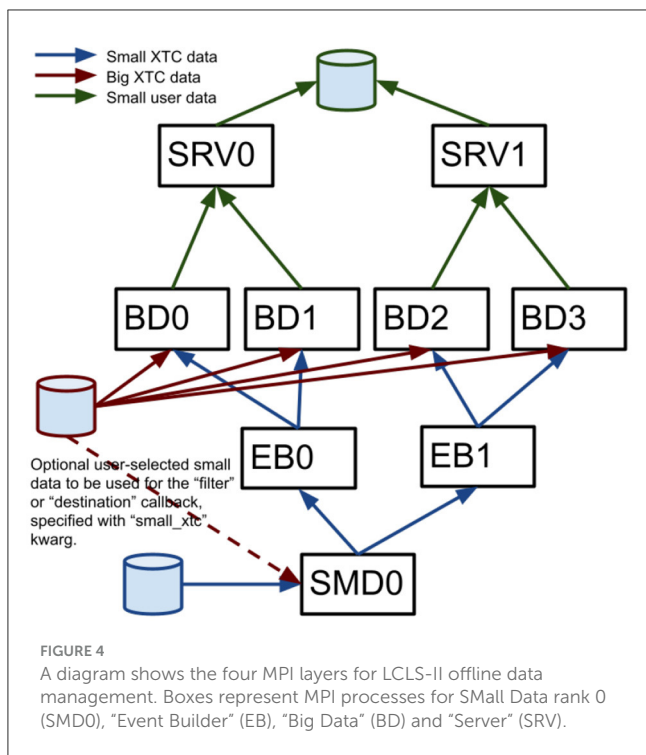 Small XTC data
Big XTC data
Small user data
SRV0
SRV1
BD0
BD1
BD2
BD3
EB0
EB1
Optional user-selected small
data to be used for the “filter”
or “destination” callback,
specified with “small_xtc”
kwarg.
SMD0
FIGURE 4
A diagram shows the four MPI layers for LCLS-II offline data
management. Boxes represent MPI processes for SMall Data rank 0
(SMD0), “Event Builder” (EB), “Big Data” (BD) and “Server” (SRV).